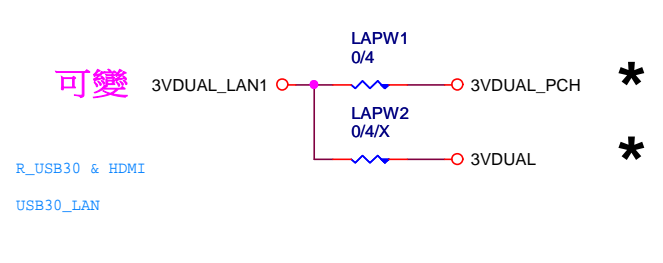 LAPW1
0/4
可變 3VDUAL_LAN1 3VDUAL_PCH *
LAPW2
0/4/X
3VDUAL *
R_USB30 & HDMI
USB30_LAN